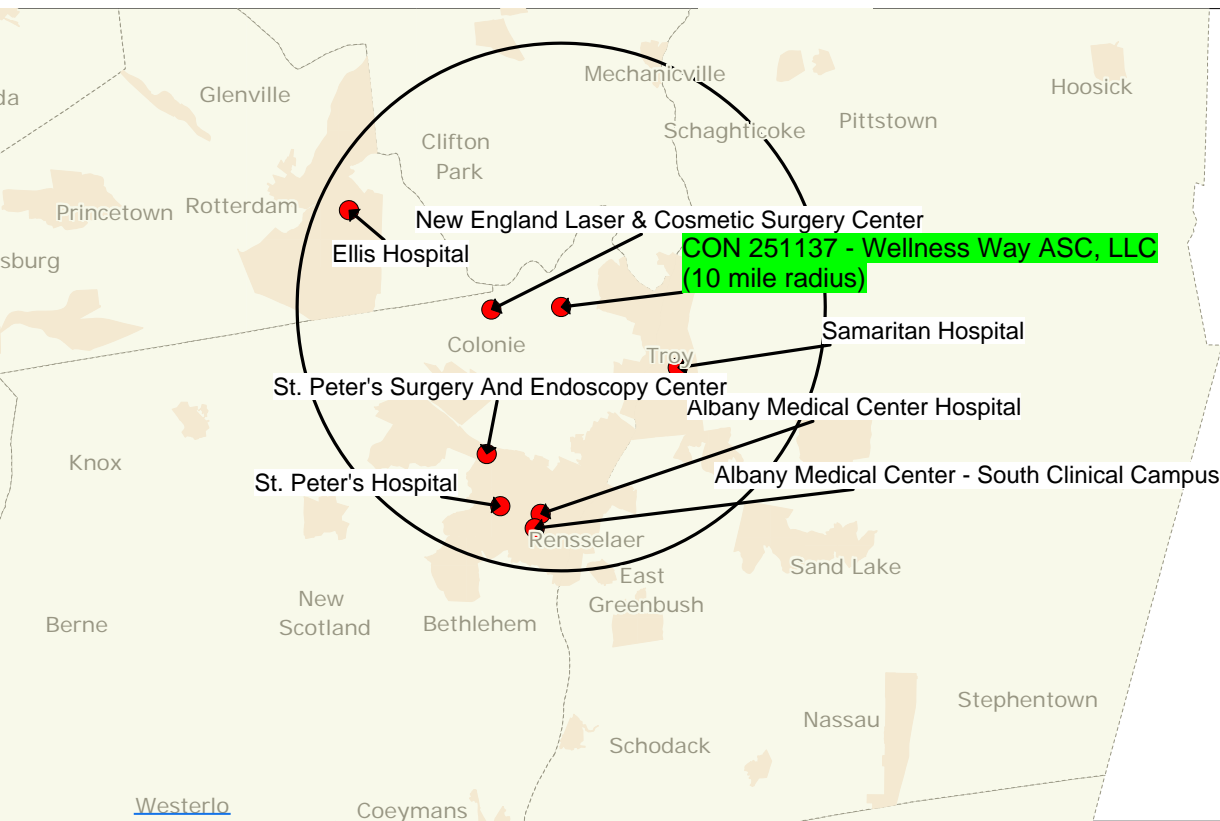 Mechanicville
Hoosick
Glenville
da
Pittstown
Schaghticoke
Clifton
Park
Princetown
Rotterdam
New England Laser & Cosmetic Surgery Center
Ellis Hospital
CON 251137 - Wellness Way ASC, LLC
(10 mile radius)
sburg
Samaritan Hospital
Colonie
Troy
St. Peter's Surgery And Endoscopy Center
Albany Medical Center Hospital
Knox
St. Peter's Hospital
Albany Medical Center - South Clinical Campus
Rensselaer
Sand Lake
East
Greenbush
New
Scotland
Berne
Bethlehem
Stephentown
Nassau
Schodack
Westerlo
Coeymans